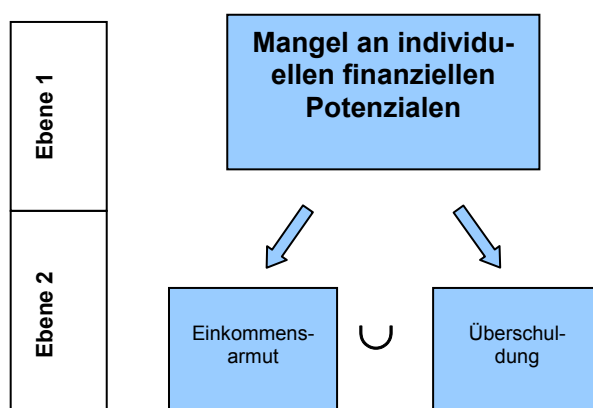 Ebene 1
Mangel an individu-
ellen finanziellen
Potenzialen
Ebene 2
Einkommens-
armut
∪
Überschul-
dung